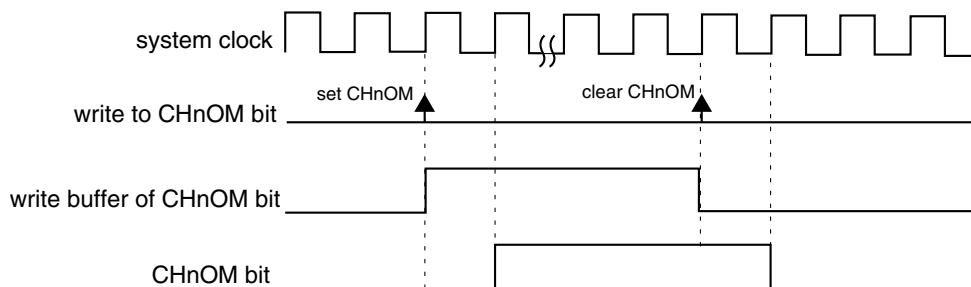 system clock
set CHnOM
clear CHnOM
write to CHnOM bit
write buffer of CHnOM bit
CHnOM bit